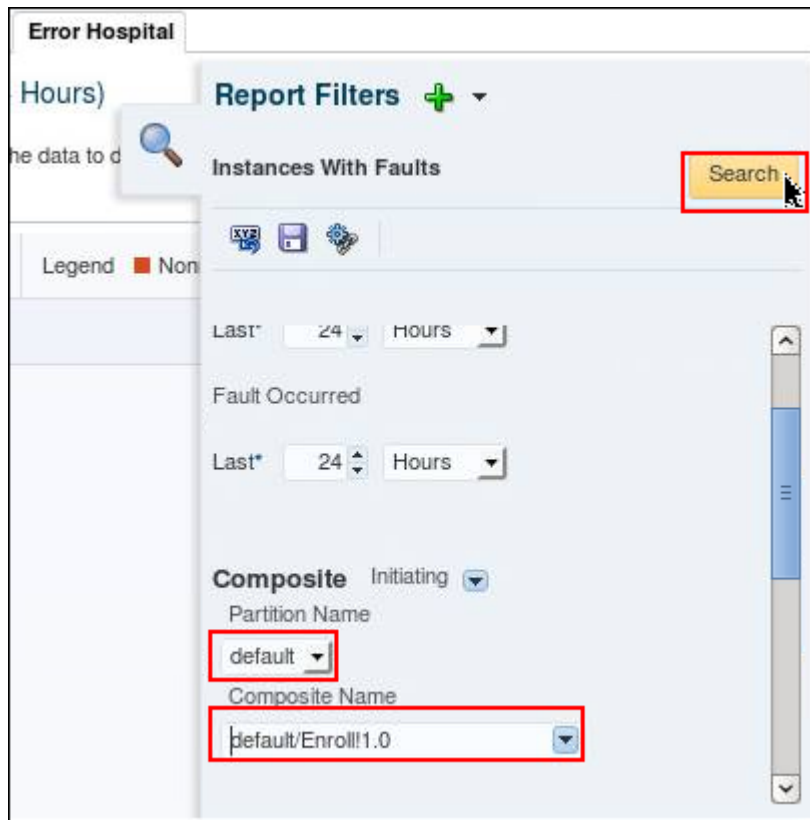 Error Hospital
Hours)
Report Filters
he data to d
Instances With Faults
Search
XYZ
Legend Non
Last* 24 Hours
Fault Occurred
Last* 24 Hours
Composite Initiating
Partition Name
default
Composite Name
default/Enroll!1.0